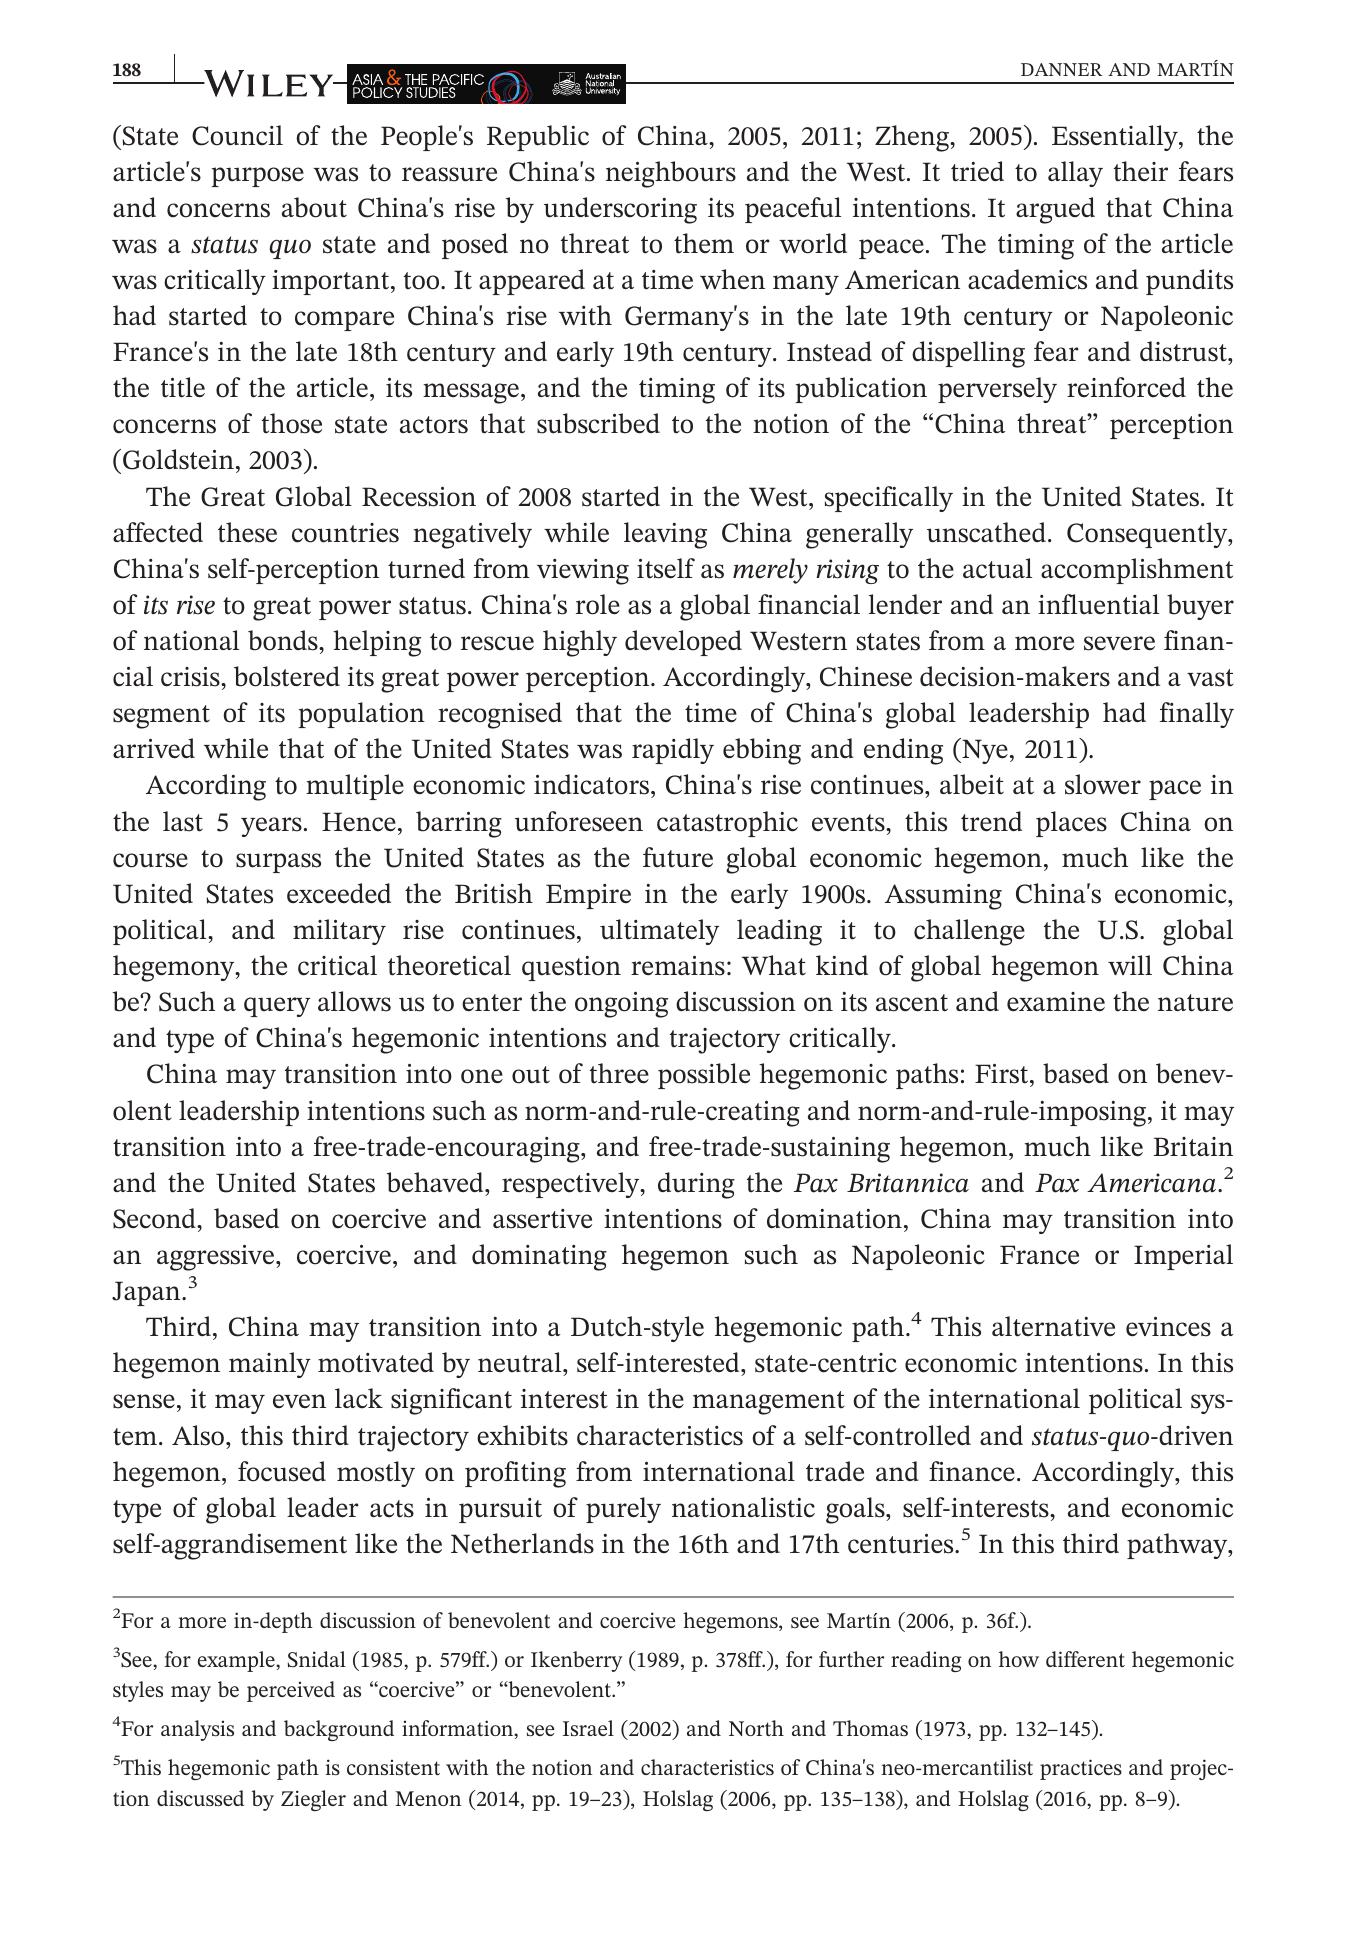 188
WILEY
ASIA & THE PACIFIC
POLICY STUDIES
Australian
National
University
DANNER AND MARTÍN
(State Council of the People's Republic of China, 2005, 2011; Zheng, 2005). Essentially, the
article's purpose was to reassure China's neighbours and the West. It tried to allay their fears
and concerns about China's rise by underscoring its peaceful intentions. It argued that China
was a status quo state and posed no threat to them or world peace. The timing of the article
was critically important, too. It appeared at a time when many American academics and pundits
had started to compare China's rise with Germany's in the late 19th century or Napoleonic
France's in the late 18th century and early 19th century. Instead of dispelling fear and distrust,
the title of the article, its message, and the timing of its publication perversely reinforced the
concerns of those state actors that subscribed to the notion of the “China threat” perception
(Goldstein, 2003).
The Great Global Recession of 2008 started in the West, specifically in the United States. It
affected these countries negatively while leaving China generally unscathed. Consequently,
China's self-perception turned from viewing itself as merely rising to the actual accomplishment
of its rise to great power status. China's role as a global financial lender and an influential buyer
of national bonds, helping to rescue highly developed Western states from a more severe finan-
cial crisis, bolstered its great power perception. Accordingly, Chinese decision-makers and a vast
segment of its population recognised that the time of China's global leadership had finally
arrived while that of the United States was rapidly ebbing and ending (Nye, 2011).
According to multiple economic indicators, China's rise continues, albeit at a slower pace in
the last 5 years. Hence, barring unforeseen catastrophic events, this trend places China on
course to surpass the United States as the future global economic hegemon, much like the
United States exceeded the British Empire in the early 1900s. Assuming China's economic,
political, and military rise continues, ultimately leading it to challenge the U.S. global
hegemony, the critical theoretical question remains: What kind of global hegemon will China
be? Such a query allows us to enter the ongoing discussion on its ascent and examine the nature
and type of China's hegemonic intentions and trajectory critically.
China may transition into one out of three possible hegemonic paths: First, based on benev-
olent leadership intentions such as norm-and-rule-creating and norm-and-rule-imposing, it may
transition into a free-trade-encouraging, and free-trade-sustaining hegemon, much like Britain
and the United States behaved, respectively, during the Pax Britannica and Pax Americana.2
Second, based on coercive and assertive intentions of domination, China may transition into
an aggressive, coercive, and dominating hegemon such as Napoleonic France or Imperial
Japan.3
Third, China may transition into a Dutch-style hegemonic path.4 This alternative evinces a
hegemon mainly motivated by neutral, self-interested, state-centric economic intentions. In this
sense, it may even lack significant interest in the management of the international political sys-
tem. Also, this third trajectory exhibits characteristics of a self-controlled and status-quo-driven
hegemon, focused mostly on profiting from international trade and finance. Accordingly, this
type of global leader acts in pursuit of purely nationalistic goals, self-interests, and economic
self-aggrandisement like the Netherlands in the 16th and 17th centuries.5 In this third pathway,
2For a more in-depth discussion of benevolent and coercive hegemons, see Martín (2006, p. 36f.).
3See, for example, Snidal (1985, p. 579ff.) or Ikenberry (1989, p. 378ff.), for further reading on how different hegemonic
styles may be perceived as “coercive” or “benevolent.”
4For analysis and background information, see Israel (2002) and North and Thomas (1973, pp. 132–145).
5This hegemonic path is consistent with the notion and characteristics of China's neo-mercantilist practices and projec-
tion discussed by Ziegler and Menon (2014, pp. 19–23), Holslag (2006, pp. 135–138), and Holslag (2016, pp. 8–9).